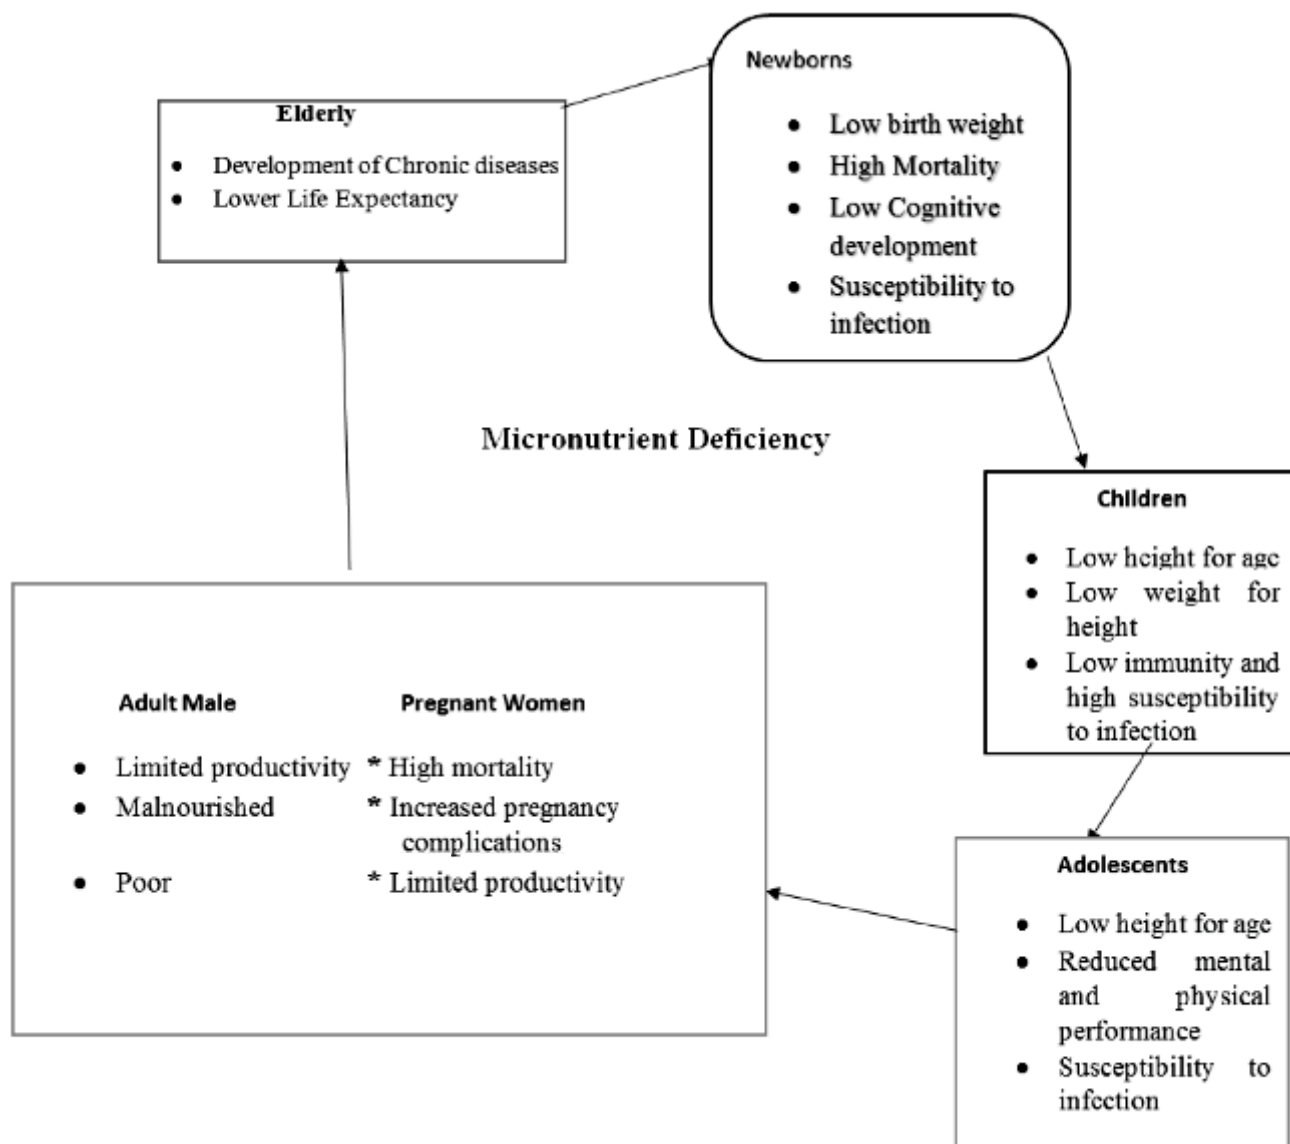 Newborns
• Low birth weight
• High Mortality
• Low Cognitive
development
• Susceptibility to
infection
Elderly
• Development of Chronic diseases
• Lower Life Expectancy
Micronutrient Deficiency
Children
• Low height for age
• Low weight for
height
• Low immunity and
high susceptibility
to infection
Adult Male Pregnant Women
• Limited productivity * High mortality
• Malnourished * Increased pregnancy
complications
• Poor * Limited productivity
Adolescents
• Low height for age
• Reduced mental
and physical
performance
• Susceptibility to
infection